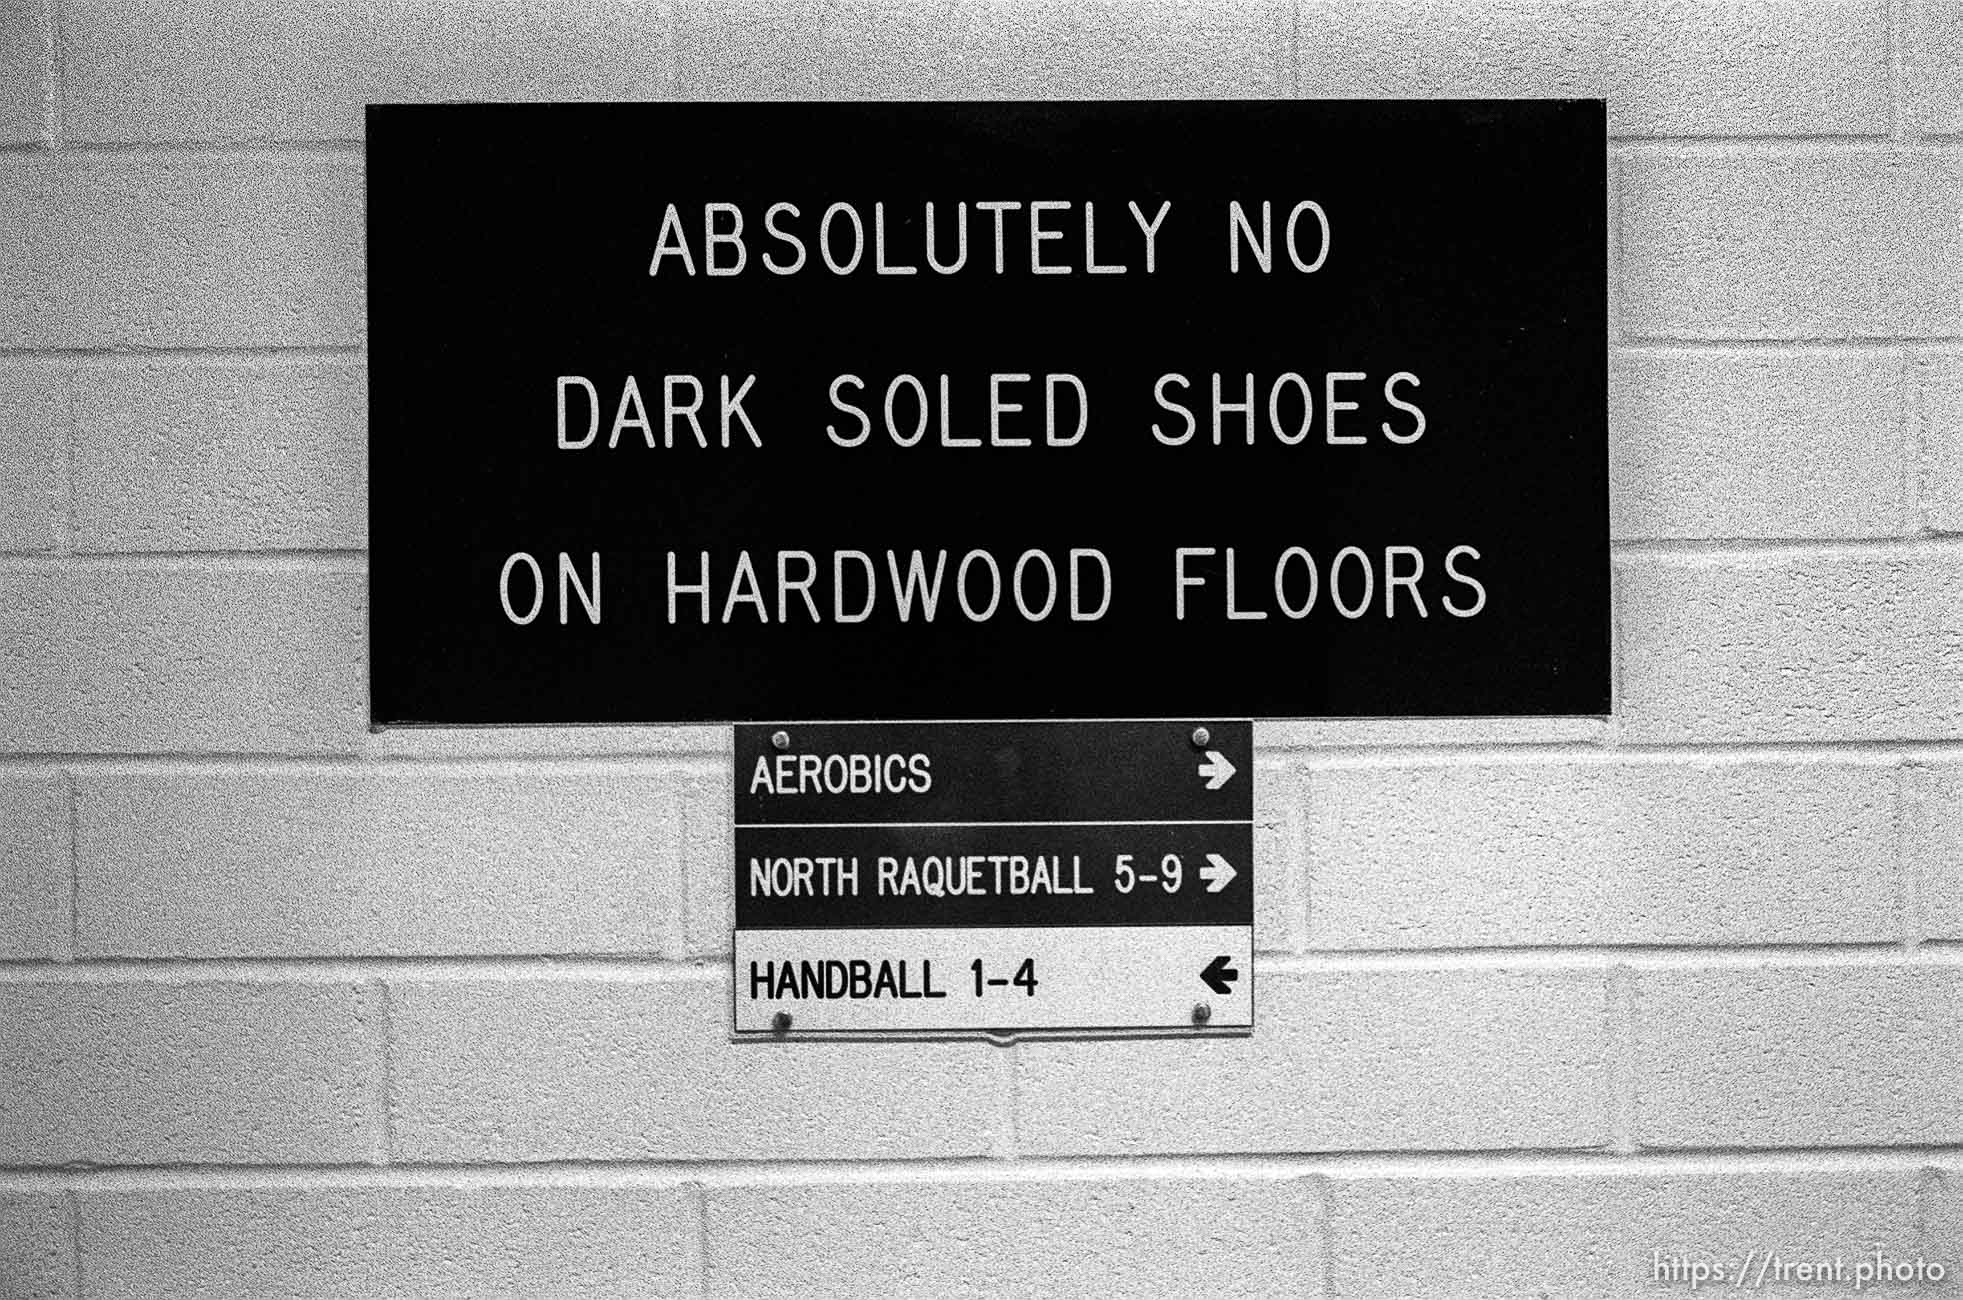 ABSOLUTELY NO
DARK SOLED SHOES
ON HARDWOOD FLOORS
AEROBICS →
NORTH RAQUETBALL 5-9 →
HANDBALL 1-4 ←
https://trent.photo